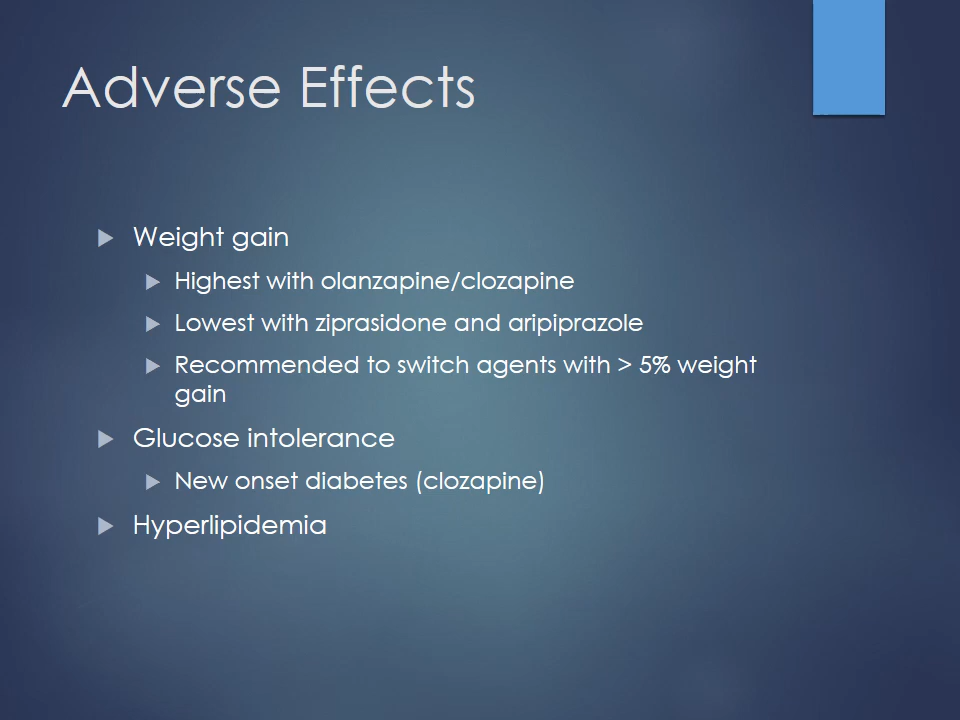 Adverse Effects
Weight gain
Highest with olanzapine/clozapine
Lowest with ziprasidone and aripiprazole
Recommended to switch agents with > 5% weight
gain
Glucose intolerance
New onset diabetes (clozapine)
Hyperlipidemia